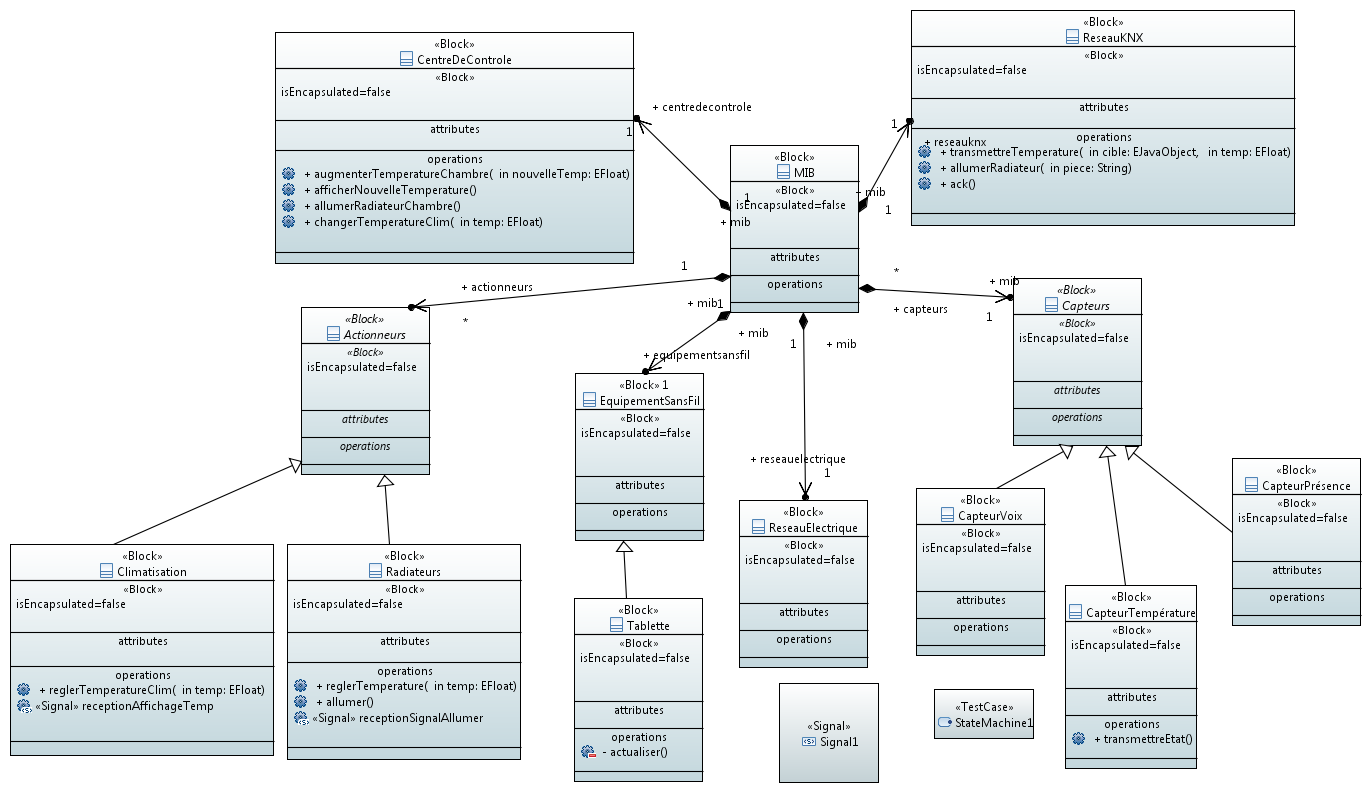 «Block»
CentreDeControle
«Block»
isEncapsulated=false
attributes
operations
+ augmenterTemperatureChambre( in nouvelleTemp: EFloat)
+ afficherNouvelleTemperature()
+ allumerRadiateurChambre()
+ changerTemperatureClim( in temp: EFloat)
+ centredecontrole
1
1
+ mib
«Block»
MIB
«Block»
isEncapsulated=false
attributes
operations
«Block»
ReseauKNX
«Block»
isEncapsulated=false
attributes
operations
+ reseauknx
+ transmettreTemperature( in cible: EJavaObject, in temp: EFloat)
+ allumerRadiateur( in piece: String)
+ ack()
1
+ mib
1
1
+ actionneurs
*
+ mib
1
+ mib
+ equipementsansfil
1
+ mib
+ reseauelectrique
1
*
+ mib
+ capteurs
1
«Block»
Actionneurs
«Block»
isEncapsulated=false
attributes
operations
«Block» 1
EquipementSansFil
«Block»
isEncapsulated=false
attributes
operations
«Block»
Capteurs
«Block»
isEncapsulated=false
attributes
operations
«Block»
ReseauElectrique
«Block»
isEncapsulated=false
attributes
operations
«Block»
CapteurVoix
«Block»
isEncapsulated=false
attributes
operations
«Block»
CapteurPrésence
«Block»
isEncapsulated=false
attributes
operations
«Block»
Climatisation
«Block»
isEncapsulated=false
attributes
operations
+ reglerTemperatureClim( in temp: EFloat)
«Signal» receptionAffichageTemp
«Block»
Radiateurs
«Block»
isEncapsulated=false
attributes
operations
+ reglerTemperature( in temp: EFloat)
+ allumer()
«Signal» receptionSignalAllumer
«Block»
Tablette
«Block»
isEncapsulated=false
attributes
operations
- actualiser()
«Block»
CapteurTempérature
«Block»
isEncapsulated=false
attributes
operations
+ transmettreEtat()
«Signal»
Signal1
«TestCase»
StateMachine1